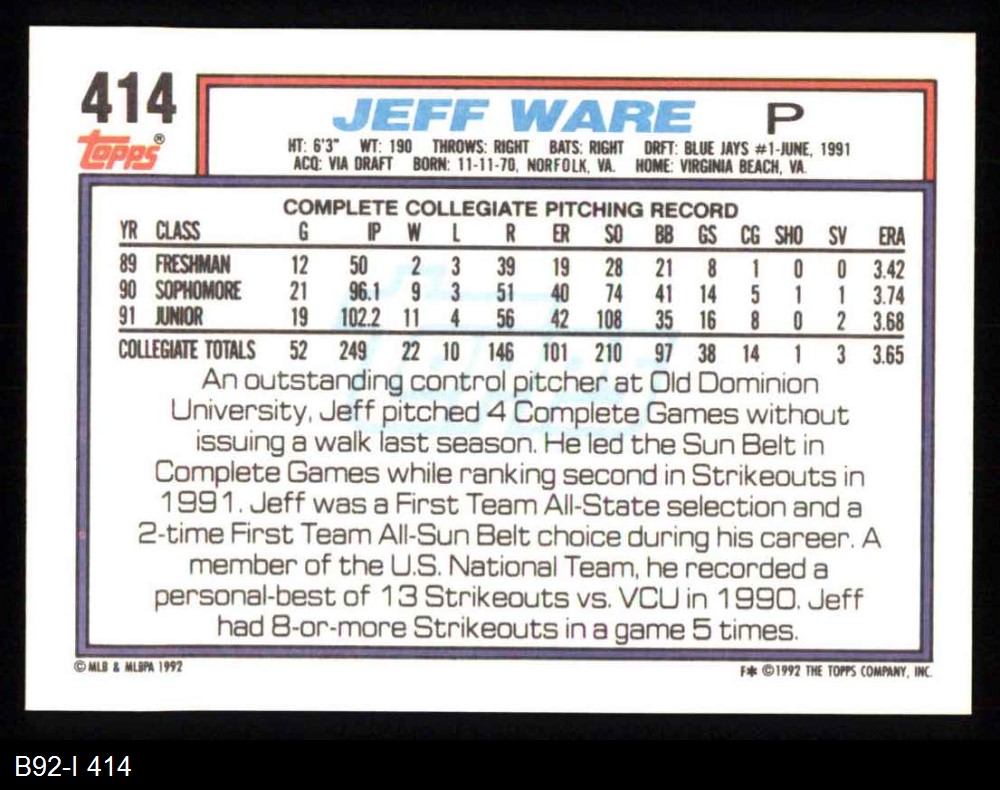 414
Topps®
JEFF WARE P
HT: 6'3" WT: 190 THROWS: RIGHT BATS: RIGHT DRFT: BLUE JAYS #1-JUNE, 1991
ACQ: VIA DRAFT BORN: 11-11-70, NORFOLK, VA. HOME: VIRGINIA BEACH, VA.
COMPLETE COLLEGIATE PITCHING RECORD
YR CLASS G IP W L R ER SO BB GS CG SHO SV ERA
89 FRESHMAN 12 50 2 3 39 19 28 21 8 1 0 0 3.42
90 SOPHOMORE 21 96.1 9 3 51 40 74 41 14 5 1 1 3.74
91 JUNIOR 19 102.2 11 4 56 42 108 35 16 8 0 2 3.68
COLLEGIATE TOTALS 52 249 22 10 146 101 210 97 38 14 1 3 3.65
An outstanding control pitcher at Old Dominion
University, Jeff pitched 4 Complete Games without
issuing a walk last season. He led the Sun Belt in
Complete Games while ranking second in Strikeouts in
1991. Jeff was a First Team All-State selection and a
2-time First Team All-Sun Belt choice during his career. A
member of the U.S. National Team, he recorded a
personal-best of 13 Strikeouts vs. VCU in 1990. Jeff
had 8-or-more Strikeouts in a game 5 times.
© MLB & MLBPA 1992
F* © 1992 THE TOPPS COMPANY, INC.
B92-I 414